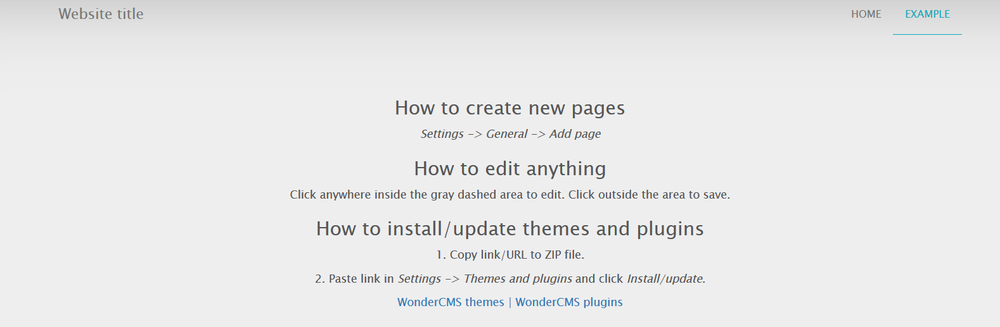 Website title
HOME
EXAMPLE
How to create new pages
Settings -> General -> Add page
How to edit anything
Click anywhere inside the gray dashed area to edit. Click outside the area to save.
How to install/update themes and plugins
1. Copy link/URL to ZIP file.
2. Paste link in Settings -> Themes and plugins and click Install/update.
WonderCMS themes | WonderCMS plugins